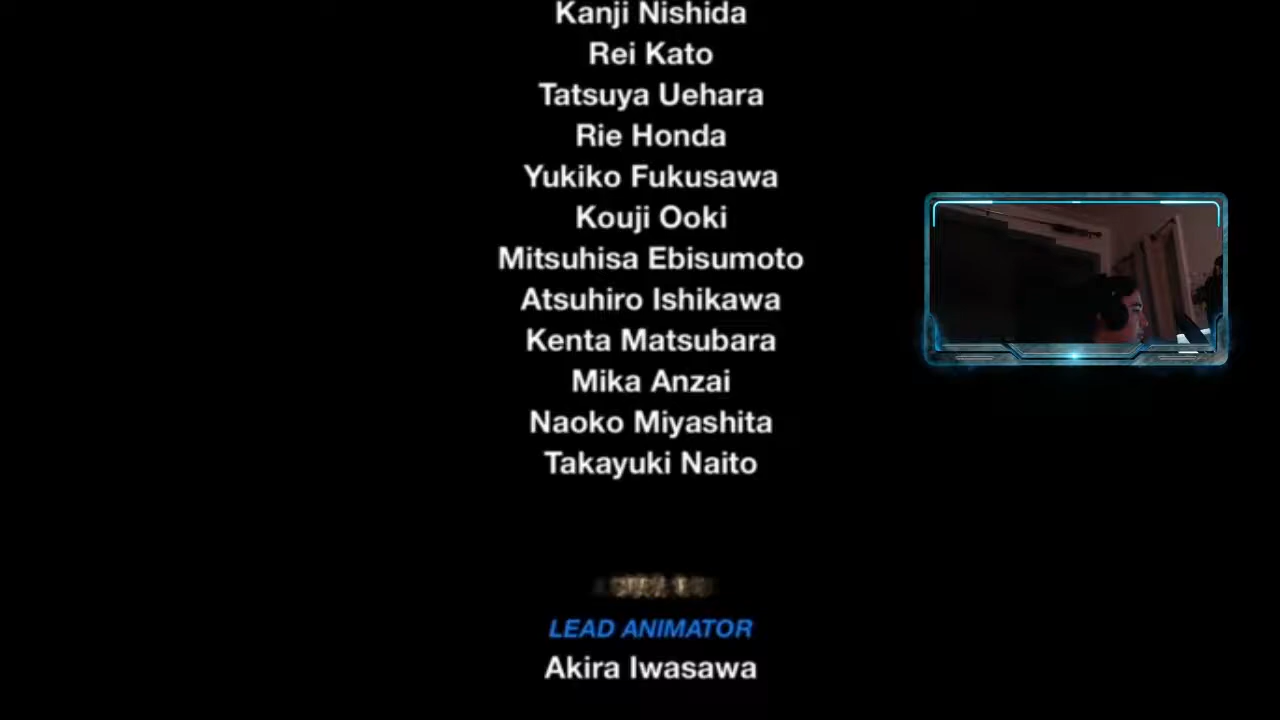 Kanji Nishida
Rei Kato
Tatsuya Uehara
Rie Honda
Yukiko Fukusawa
Kouji Ooki
Mitsuhisa Ebisumoto
Atsuhiro Ishikawa
Kenta Matsubara
Mika Anzai
Naoko Miyashita
Takayuki Naito
LEAD ANIMATOR
Akira Iwasawa